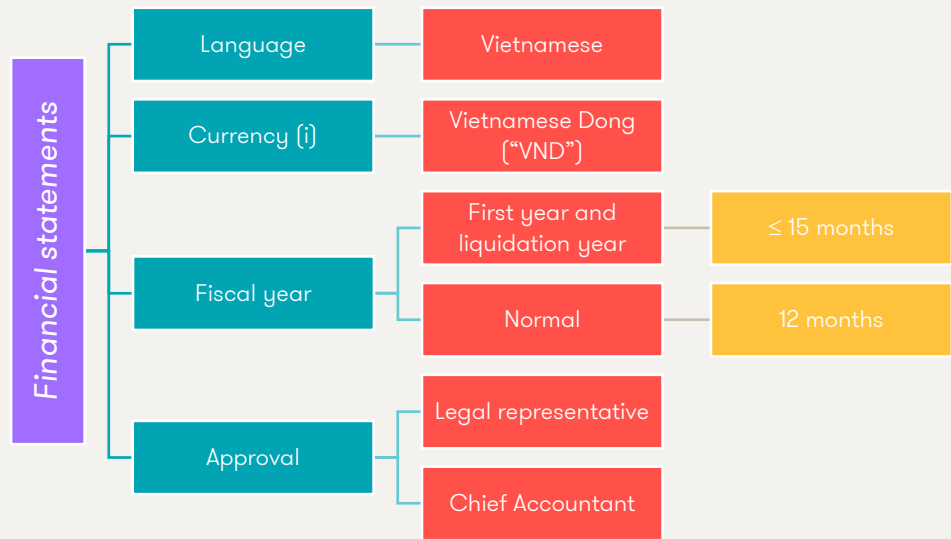 Financial statements
Language
Vietnamese
Currency (i)
Vietnamese Dong
(“VND”)
Fiscal year
First year and
liquidation year
≤ 15 months
Normal
12 months
Approval
Legal representative
Chief Accountant